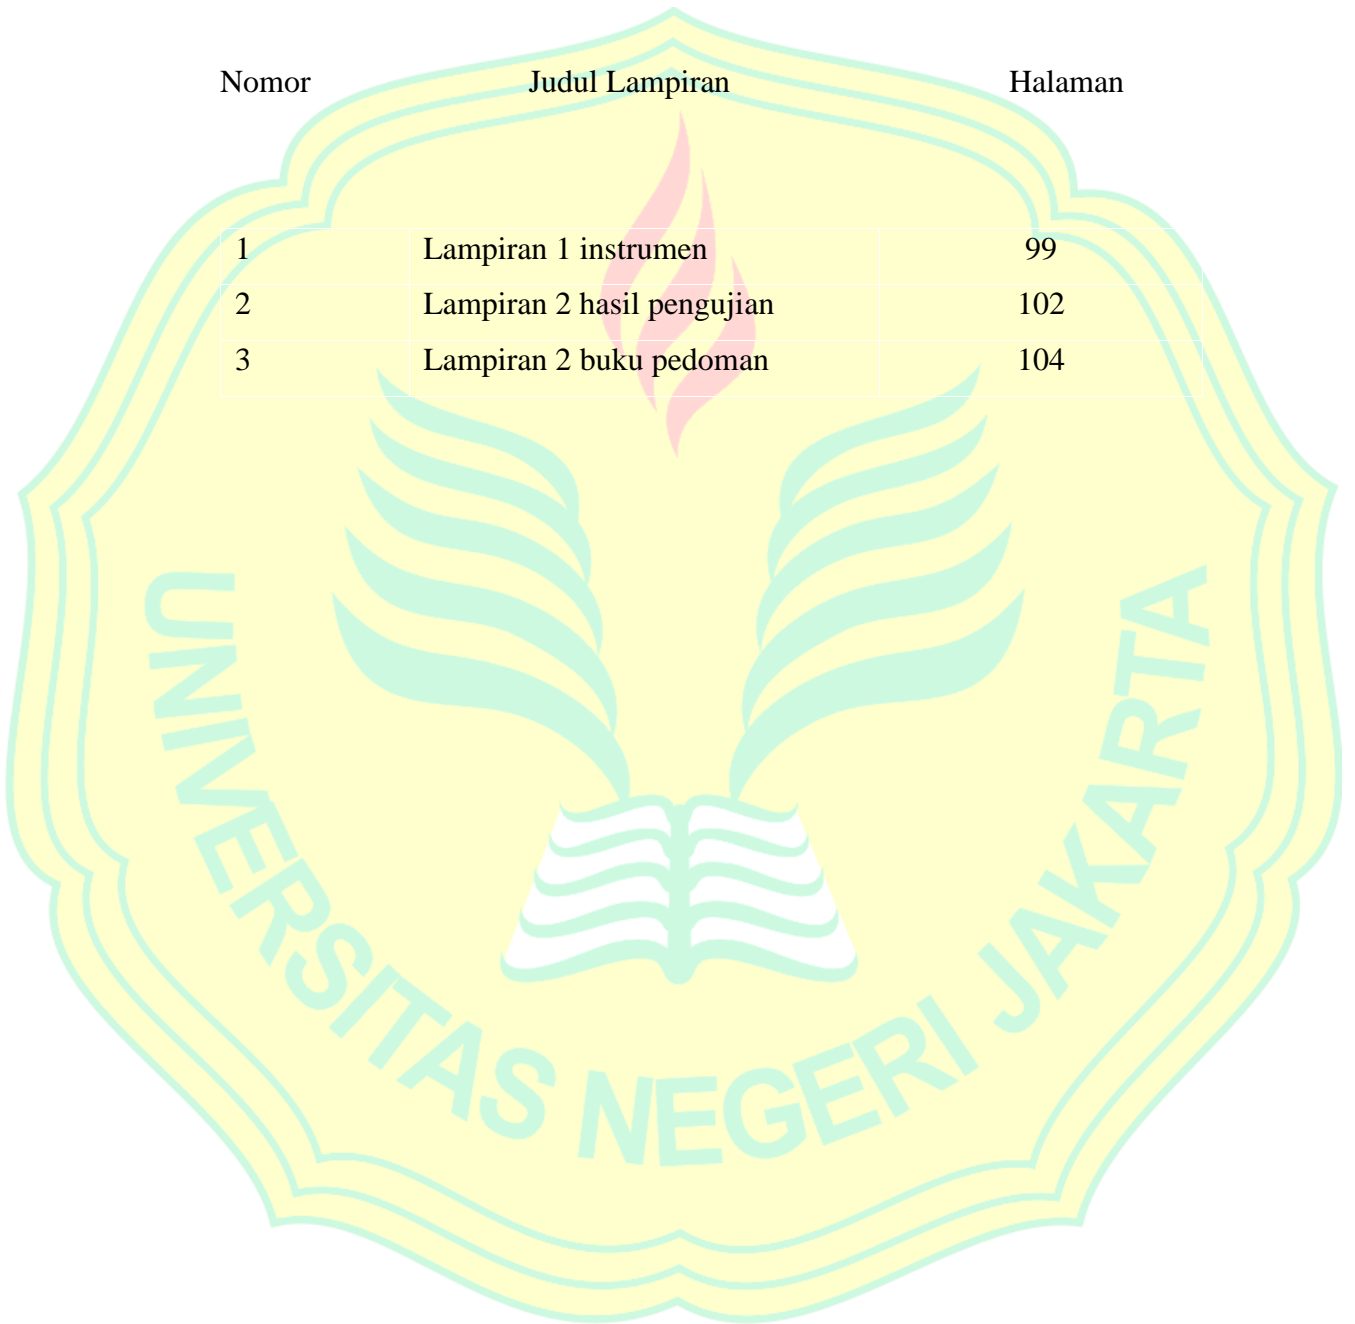 Nomor Judul Lampiran Halaman
1 Lampiran 1 instrumen 99
2 Lampiran 2 hasil pengujian 102
3 Lampiran 2 buku pedoman 104
UNIVERSITAS NEGERI JAKARTA